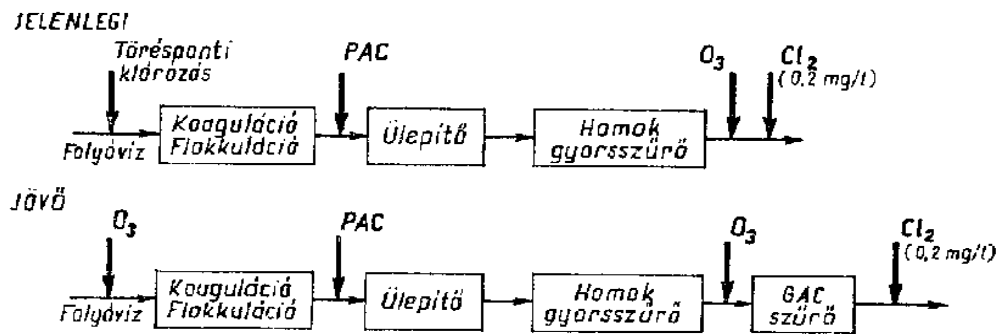 JELENLEGI
Törésponti
klórozás
PAC
O₃
Cl₂
(0,2 mg/l)
Folyóvíz
Koaguláció
Flokkuláció
Ülepítő
Homok
gyorsszűrő
JÖVŐ
O₃
PAC
O₃
Cl₂
(0,2 mg/l)
Folyóvíz
Koaguláció
Flokkuláció
Ülepítő
Homok
gyorsszűrő
GAC
szűrő